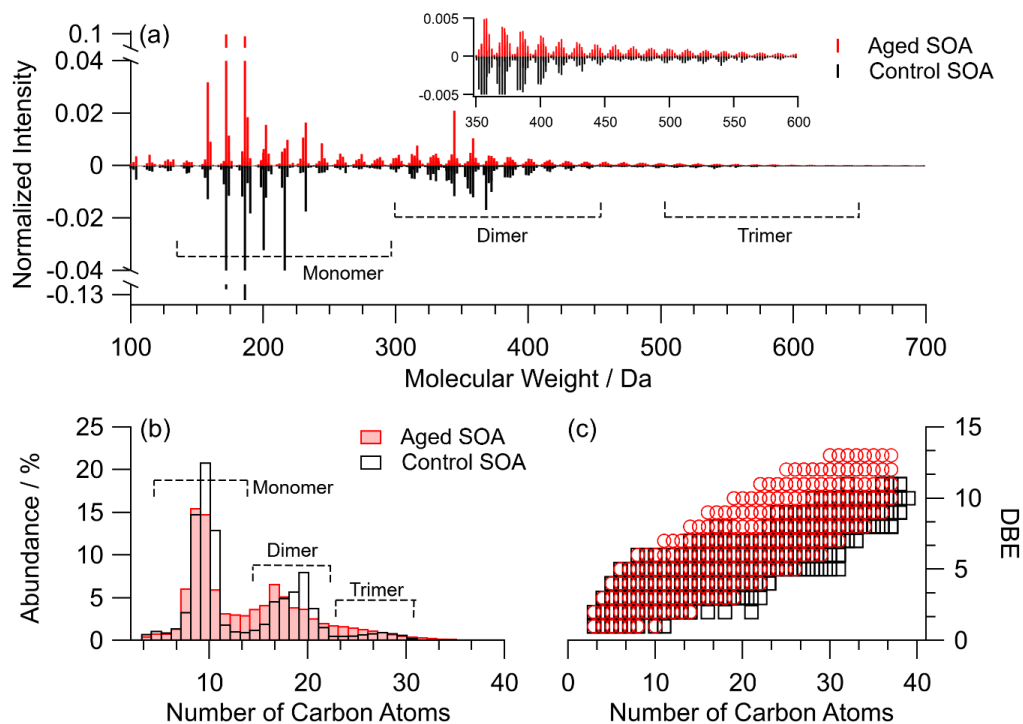 (a)
Normalized Intensity
0.1
0.04
0.02
0
-0.02
-0.04
-0.13
0.005
0
-0.005
350 400 450 500 550 600
Aged SOA
Control SOA
Monomer
Dimer
Trimer
100 200 300 400 500 600 700
Molecular Weight / Da
(b)
Abundance / %
25
20
15
10
5
0
Aged SOA
Control SOA
Monomer
Dimer
Trimer
10 20 30 40
Number of Carbon Atoms
(c)
15
10
5
0
DBE
0 10 20 30 40
Number of Carbon Atoms